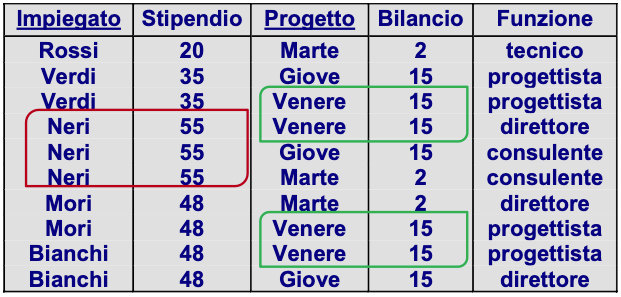 Impiegato Stipendio Progetto Bilancio Funzione
Rossi 20 Marte 2 tecnico
Verdi 35 Giove 15 progettista
Verdi 35 Venere 15 progettista
Neri 55 Venere 15 direttore
Neri 55 Giove 15 consulente
Neri 55 Marte 2 consulente
Mori 48 Marte 2 direttore
Mori 48 Venere 15 progettista
Bianchi 48 Venere 15 progettista
Bianchi 48 Giove 15 direttore